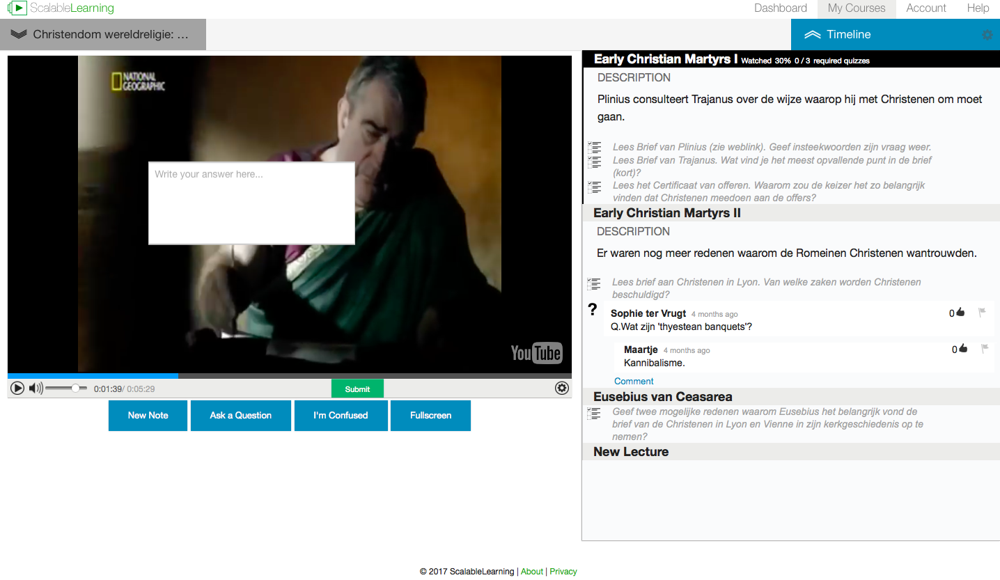 ScalableLearning
Dashboard My Courses Account Help
Christendom wereldreligie: ...
Timeline
NATIONAL
GEOGRAPHIC
Write your answer here...
YouTube
0:01:39/ 0:05:29
Submit
New Note
Ask a Question
I'm Confused
Fullscreen
Early Christian Martyrs I Watched 30% 0 / 3 required quizzes
DESCRIPTION
Plinius consulteert Trajanus over de wijze waarop hij met Christenen om moet
gaan.
Lees Brief van Plinius (zie weblink). Geef insteekwoorden zijn vraag weer.
Lees Brief van Trajanus. Wat vind je het meest opvallende punt in de brief
(kort)?
Lees het Certificaat van offeren. Waarom zou de keizer het zo belangrijk
vinden dat Christenen meedoen aan de offers?
Early Christian Martyrs II
DESCRIPTION
Er waren nog meer redenen waarom de Romeinen Christenen wantrouwden.
Lees brief aan Christenen in Lyon. Van welke zaken worden Christenen
beschuldigd?
? Sophie ter Vrugt 4 months ago 0
Q.Wat zijn 'thyestean banquets'?
Maartje 4 months ago 0
Kannibalisme.
Comment
Eusebius van Ceasarea
Geef twee mogelijke redenen waarom Eusebius het belangrijk vond de
brief van de Christenen in Lyon en Vienne in zijn kerkgeschiedenis op te
nemen?
New Lecture
© 2017 ScalableLearning | About | Privacy